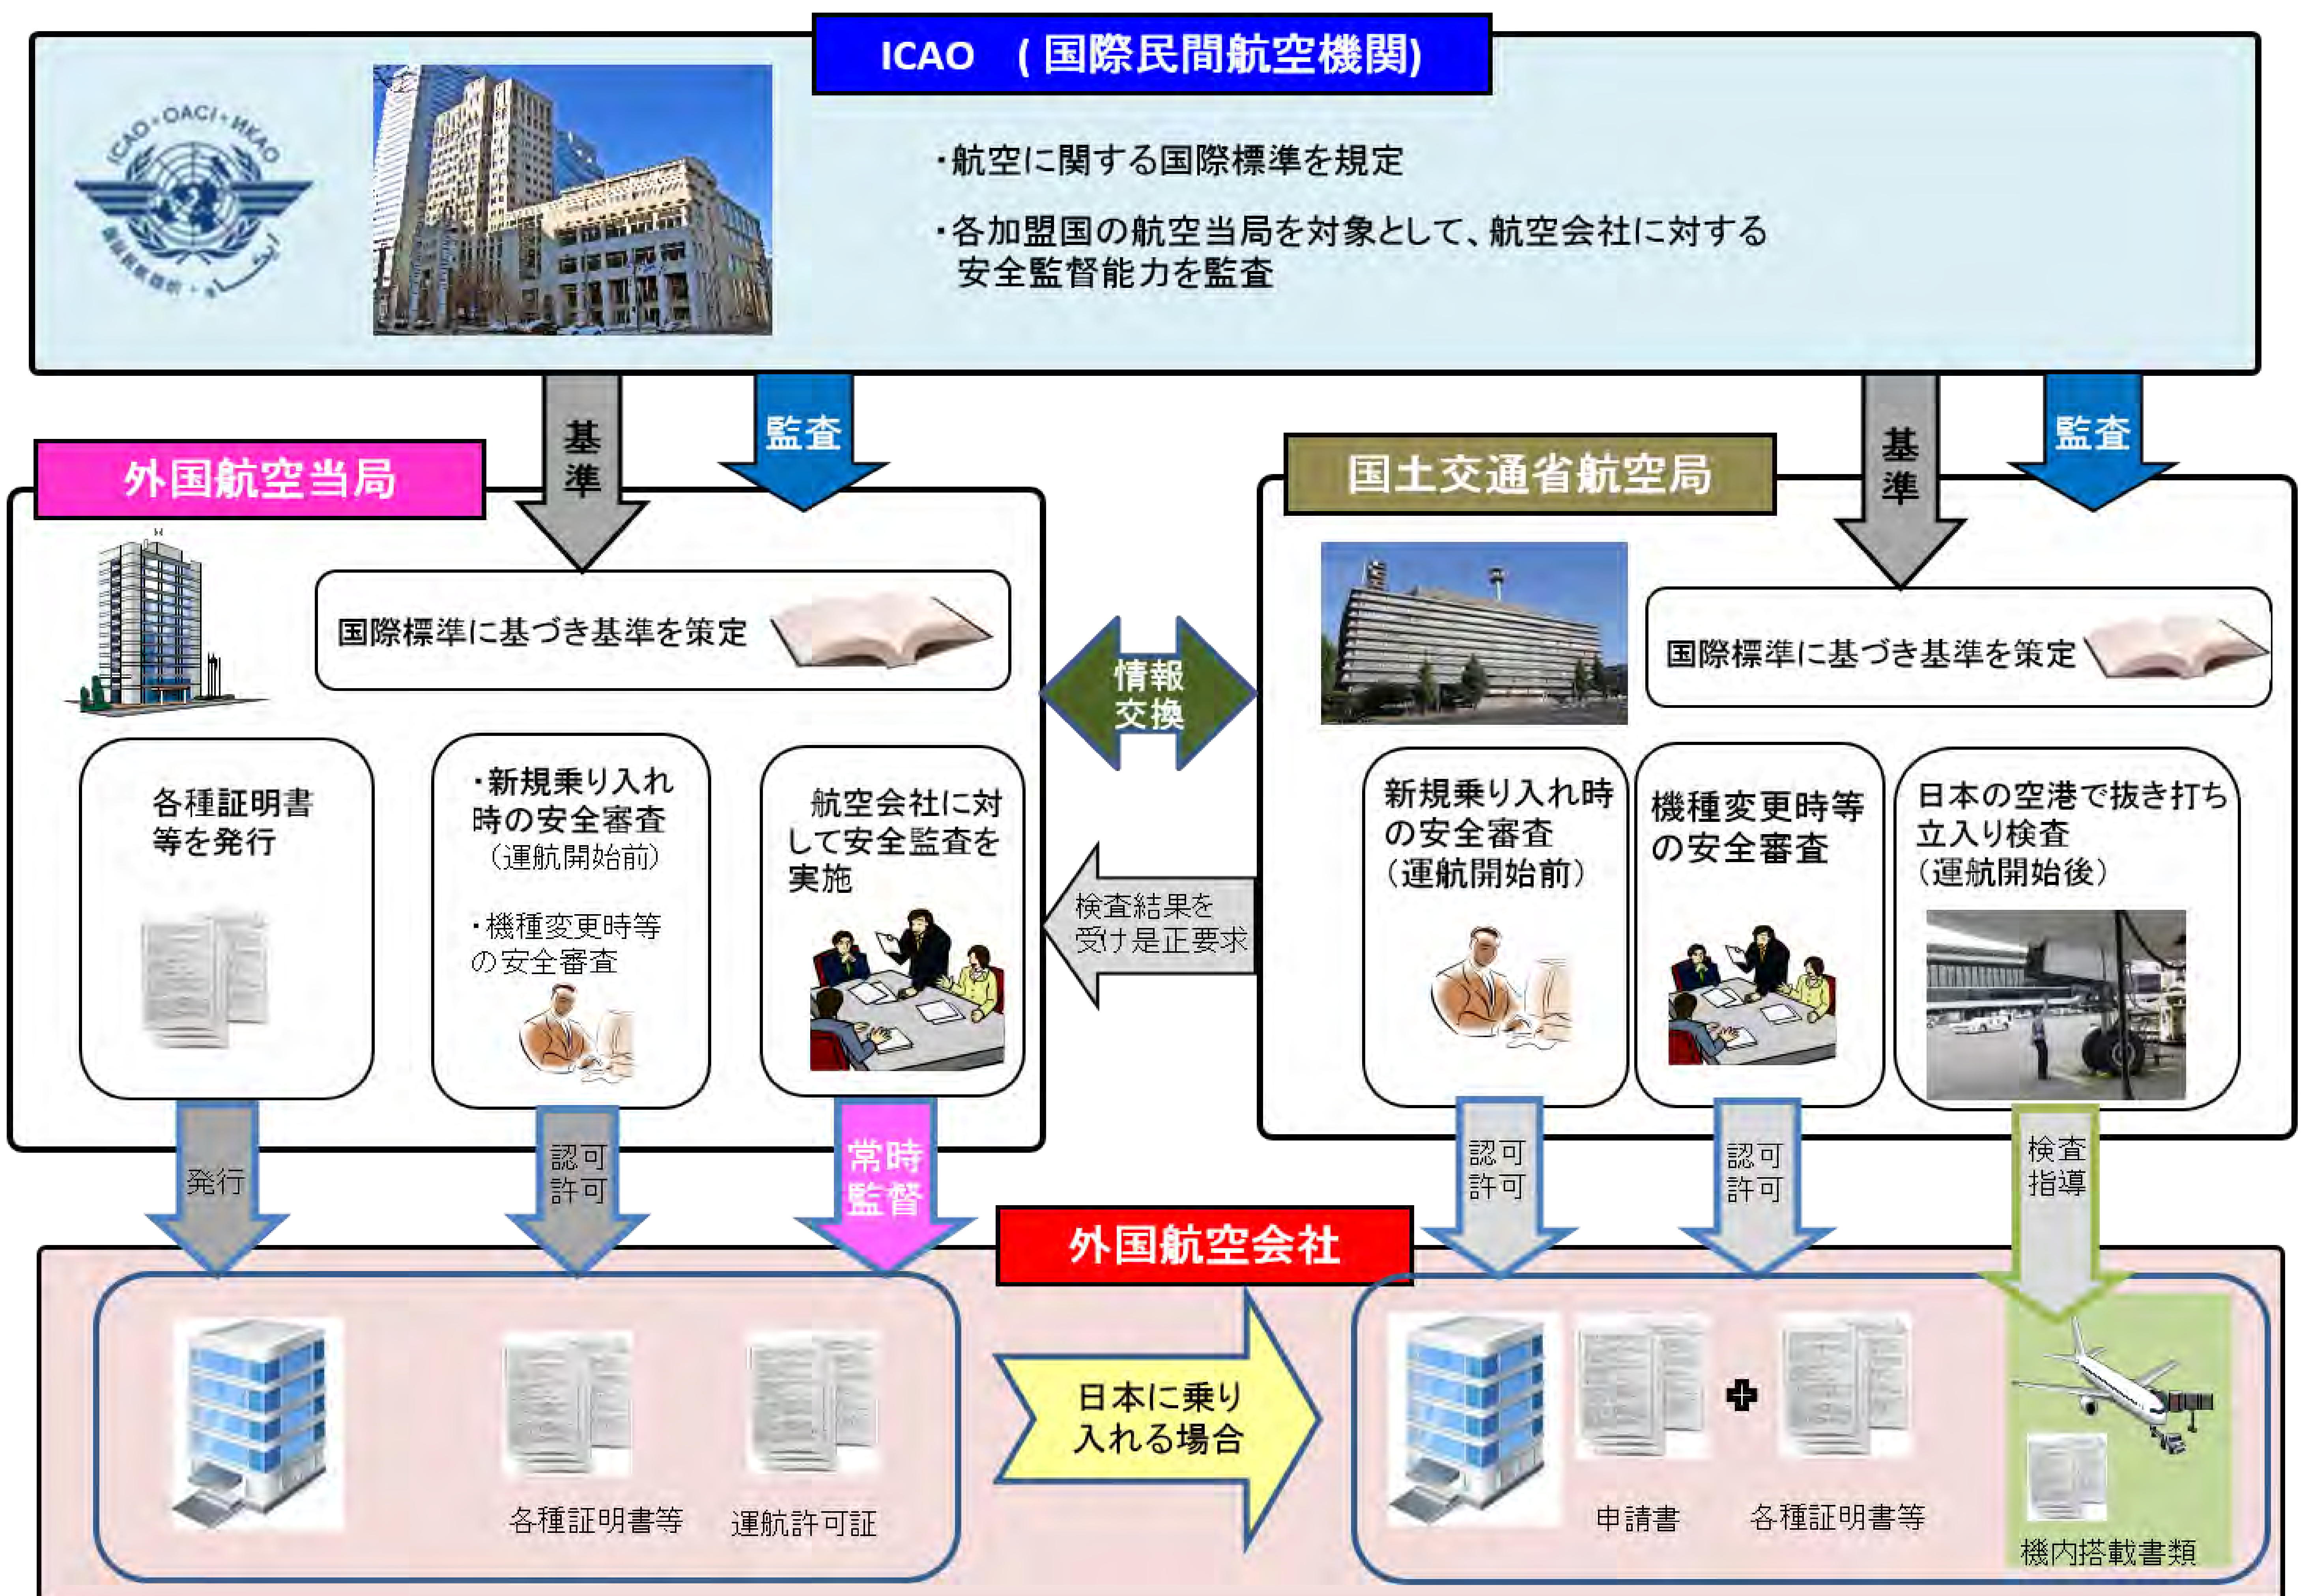 ICAO （国際民間航空機関)
ICAO・OACI・ИКАО
・航空に関する国際標準を規定
・各加盟国の航空当局を対象として、航空会社に対する
安全監督能力を監査
基
準
監査
基
準
監査
外国航空当局
国際標準に基づき基準を策定
各種証明書
等を発行
・新規乗り入れ
時の安全審査
（運航開始前）
・機種変更時等
の安全審査
航空会社に対
して安全監査を
実施
情報
交換
検査結果を
受け是正要求
国土交通省航空局
国際標準に基づき基準を策定
新規乗り入れ時
の安全審査
（運航開始前）
機種変更時等
の安全審査
日本の空港で抜き打ち
立入り検査
（運航開始後）
発行
認可
許可
常時
監督
認可
許可
認可
許可
検査
指導
外国航空会社
各種証明書等
運航許可証
日本に乗り
入れる場合
申請書
各種証明書等
機内搭載書類